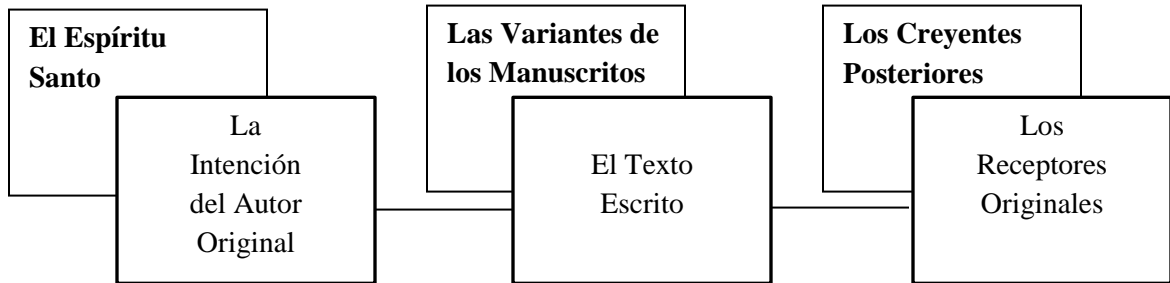 El Espíritu
Santo
La
Intención
del Autor
Original
Las Variantes de
los Manuscritos
El Texto
Escrito
Los Creyentes
Posteriores
Los
Receptores
Originales